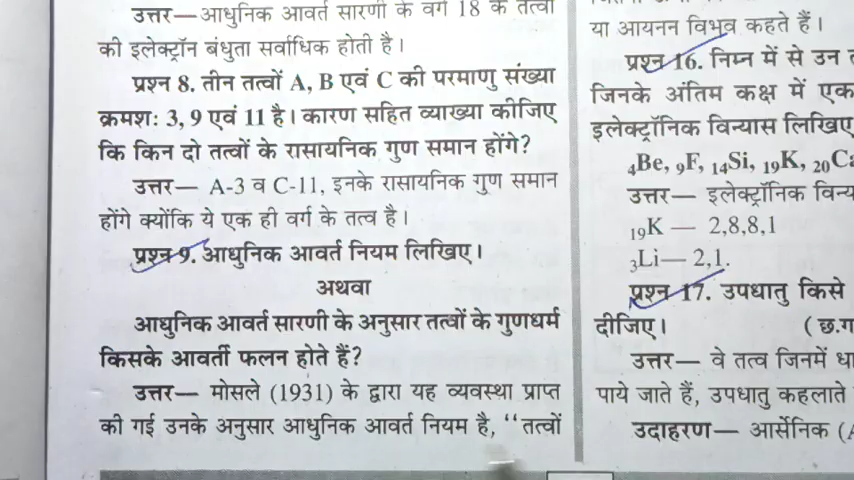 उत्तर—आधुनिक आवर्त सारणी के वर्ग 18 के तत्वों
की इलेक्ट्रॉन बंधुता सर्वाधिक होती है।
प्रश्न 8. तीन तत्वों A, B एवं C की परमाणु संख्या
क्रमश: 3, 9 एवं 11 है। कारण सहित व्याख्या कीजिए
कि किन दो तत्वों के रासायनिक गुण समान होंगे?
उत्तर— A-3 व C-11, इनके रासायनिक गुण समान
होंगे क्योंकि ये एक ही वर्ग के तत्व है।
प्रश्न 9. आधुनिक आवर्त नियम लिखिए।
अथवा
आधुनिक आवर्त सारणी के अनुसार तत्वों के गुणधर्म
किसके आवर्ती फलन होते हैं?
उत्तर— मोसले (1931) के द्वारा यह व्यवस्था प्राप्त
की गई उनके अनुसार आधुनिक आवर्त नियम है, ‘‘तत्वों
या आयनन विभव कहते हैं।
प्रश्न 16. निम्न में से उन
जिनके अंतिम कक्ष में एक
इलेक्ट्रॉनिक विन्यास लिखिए
₄Be, ₉F, ₁₄Si, ₁₉K, ₂₀Ca
उत्तर— इलेक्ट्रॉनिक
₁₉K — 2,8,8,1
₃Li— 2,1.
प्रश्न 17. उपधातु किसे
दीजिए। (छ.ग
उत्तर— वे तत्व जिनमें
पाये जाते हैं, उपधातु कहलाते
उदाहरण— आर्सेनिक (